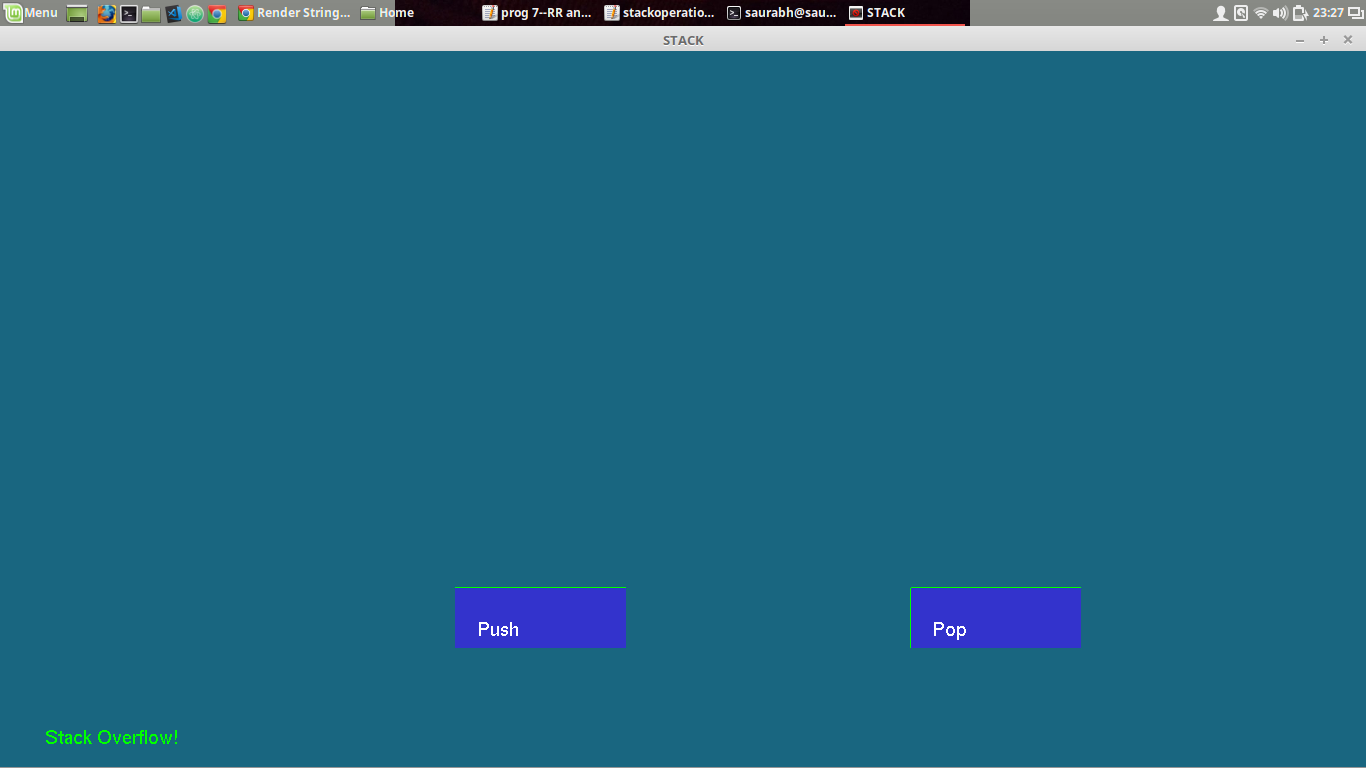 Menu Render String... Home prog 7--RR an... stackoperatio... saurabh@sau... STACK 23:27
STACK
Push Pop
Stack Overflow!